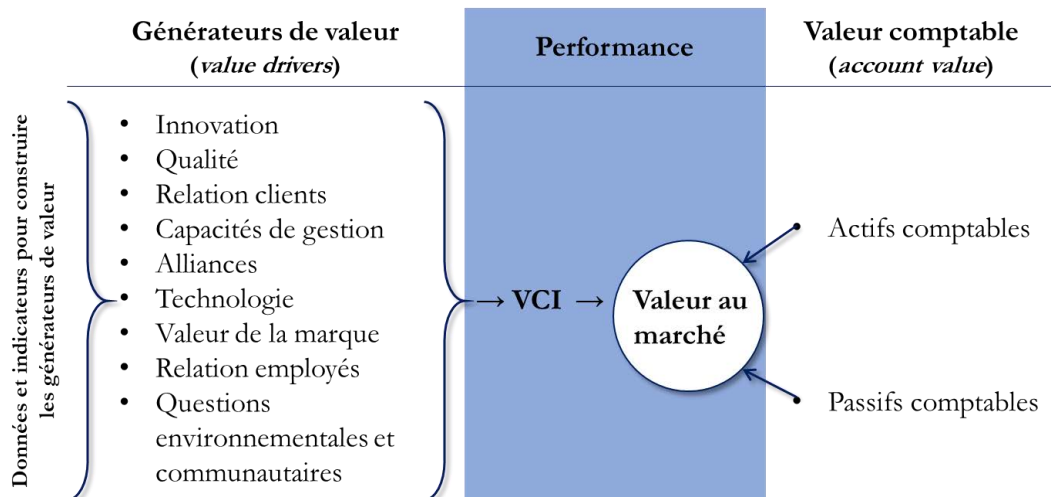 Générateurs de valeur
(value drivers)
Performance
Valeur comptable
(account value)
Données et indicateurs pour construire
les générateurs de valeur
• Innovation
• Qualité
• Relation clients
• Capacités de gestion
• Alliances
• Technologie
• Valeur de la marque
• Relation employés
• Questions
environnementales et
communautaires
→ VCI →
Valeur au
marché
• Actifs comptables
• Passifs comptables